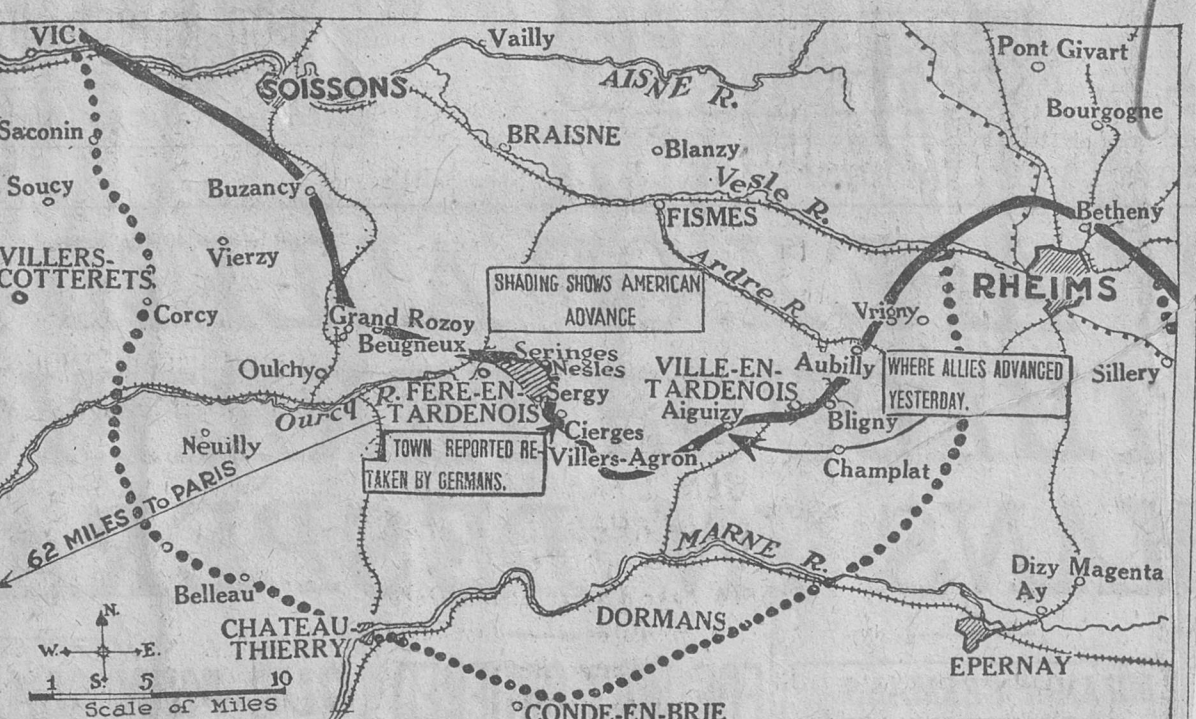 VIC
Vailly
Pont Givart
SOISSONS
AISNE R.
Bourgogne
Saconin
BRAISNE
Blanzy
Soucy
Buzancy
Vesle R.
FISMES
Betheny
VILLERS-
COTTERETS
Vierzy
Ardre R.
RHEIMS
SHADING SHOWS AMERICAN
ADVANCE
Corcy
Grand Rozoy
Vrigny
Beugneux
Seringes
Nesles
Aubilly
WHERE ALLIES ADVANCED
YESTERDAY.
Sillery
Oulchy
Ourcq R.
FERE-EN-
TARDENOIS
Sergy
VILLE-EN-
TARDENOIS
Aiguizy
Bligny
Neuilly
TOWN REPORTED RE-
TAKEN BY GERMANS.
Cierges
Villers-Agron
Champlat
62 MILES TO PARIS
MARNE R.
Belleau
Dizy Magenta
Ay
CHATEAU-
THIERRY
DORMANS
EPERNAY
N.
W. E.
S.
1 5 10
Scale of Miles
CONDE-EN-BRIE